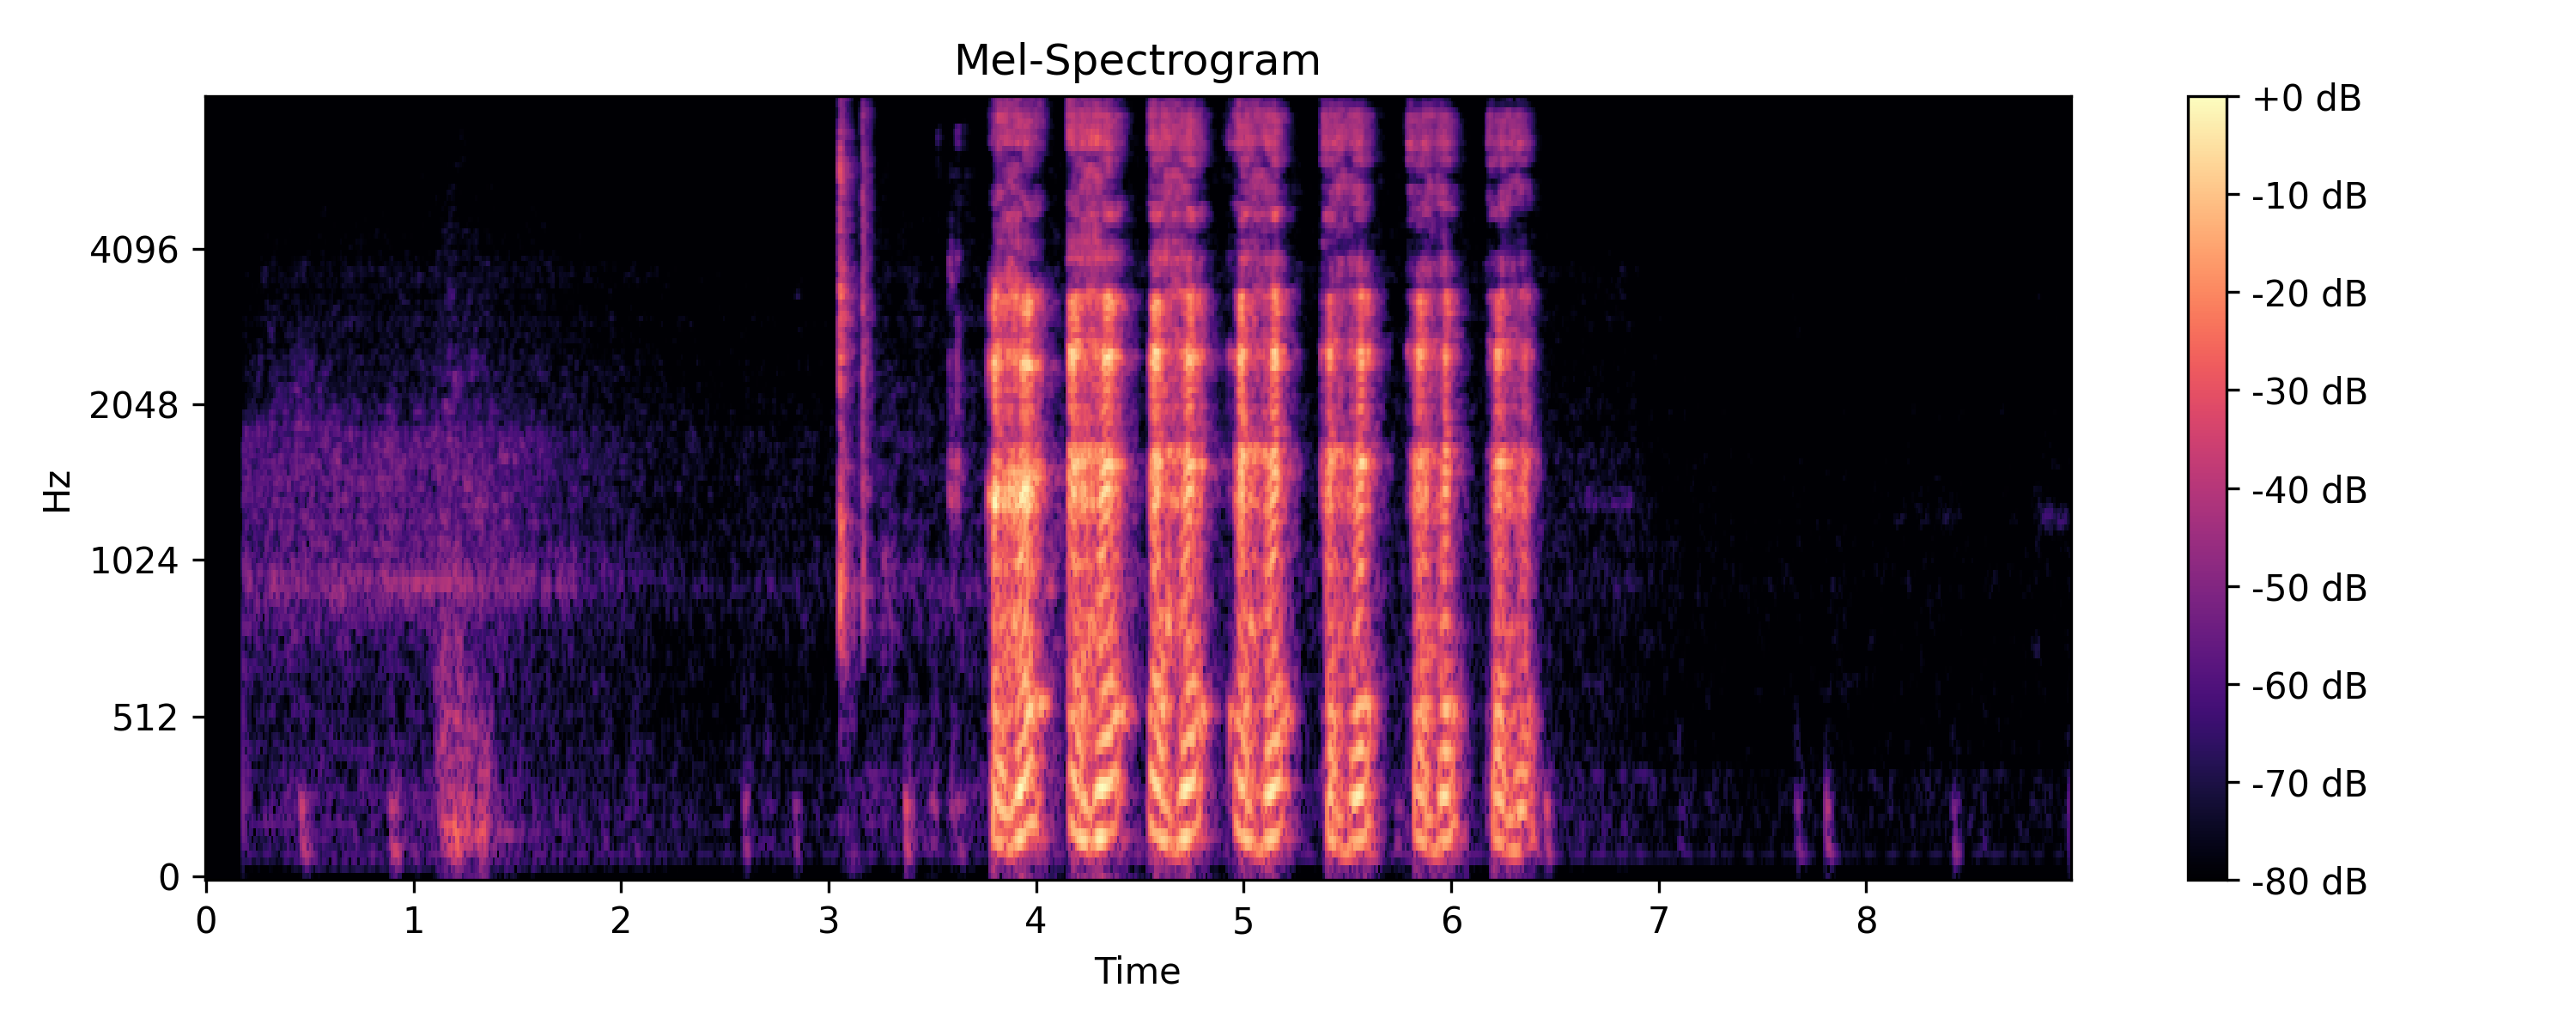 Mel-Spectrogram
+0 dB
-10 dB
4096
-20 dB
2048
-30 dB
Hz
-40 dB
1024
-50 dB
-60 dB
512
-70 dB
0
-80 dB
0 1 2 3 4 5 6 7 8
Time